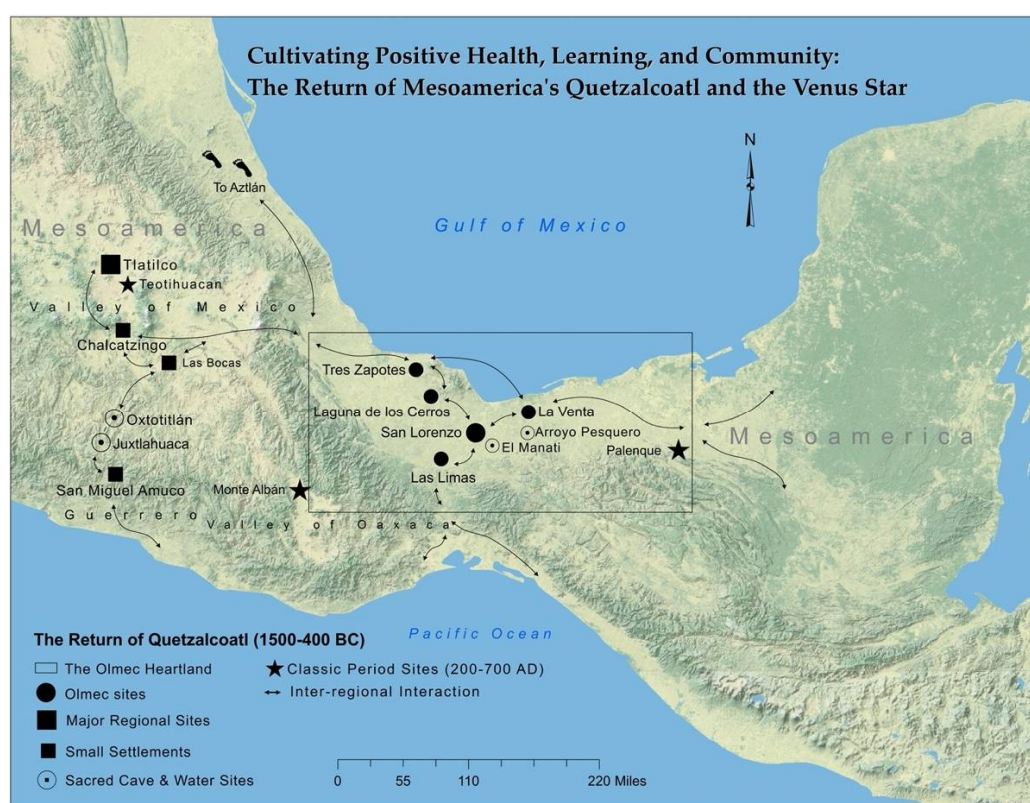 Cultivating Positive Health, Learning, and Community:
The Return of Mesoamerica's Quetzalcoatl and the Venus Star
N
To Aztlán
Gulf of Mexico
Mesoamerica
Tlatilco
Teotihuacan
Valley of Mexico
Chalcatzingo
Las Bocas
Tres Zapotes
Laguna de los Cerros
La Venta
Oxtotitlán
San Lorenzo
Arroyo Pesquero
Mesoamerica
Juxtlahuaca
El Manati
Palenque
Las Limas
San Miguel Amuco
Monte Albán
Guerrero
Valley of Oaxaca
Pacific Ocean
The Return of Quetzalcoatl (1500-400 BC)
The Olmec Heartland
Classic Period Sites (200-700 AD)
Olmec sites
Inter-regional Interaction
Major Regional Sites
Small Settlements
Sacred Cave & Water Sites
0 55 110 220 Miles